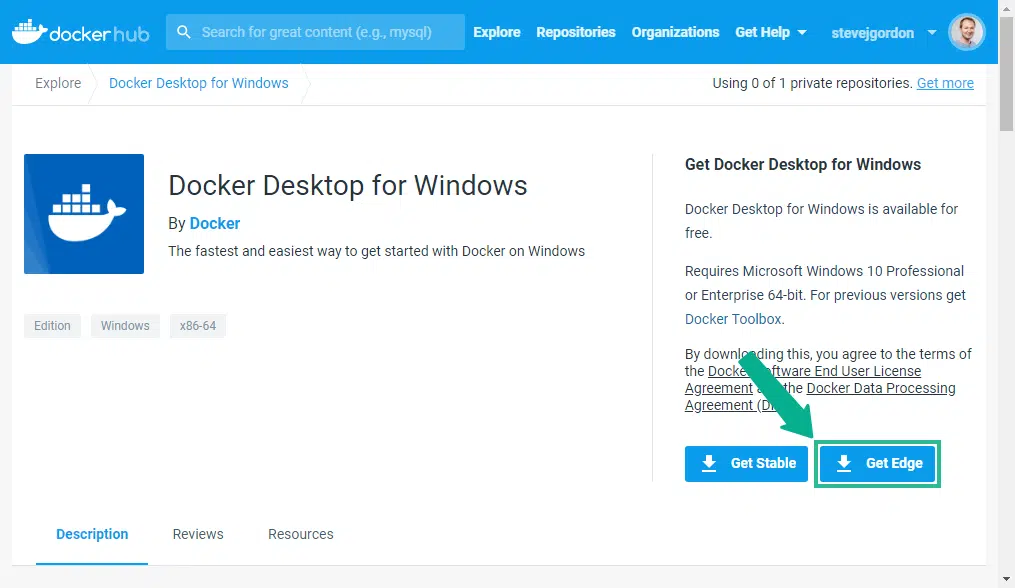 docker hub
Search for great content (e.g., mysql)
Explore
Repositories
Organizations
Get Help
stevejgordon
Explore
Docker Desktop for Windows
Using 0 of 1 private repositories. Get more
Docker Desktop for Windows
By Docker
The fastest and easiest way to get started with Docker on Windows
Edition
Windows
x86-64
Get Docker Desktop for Windows
Docker Desktop for Windows is available for
free.
Requires Microsoft Windows 10 Professional
or Enterprise 64-bit. For previous versions get
Docker Toolbox.
By downloading this, you agree to the terms of
the Docker Software End User License
Agreement the Docker Data Processing
Agreement
Get Stable
Get Edge
Description
Reviews
Resources